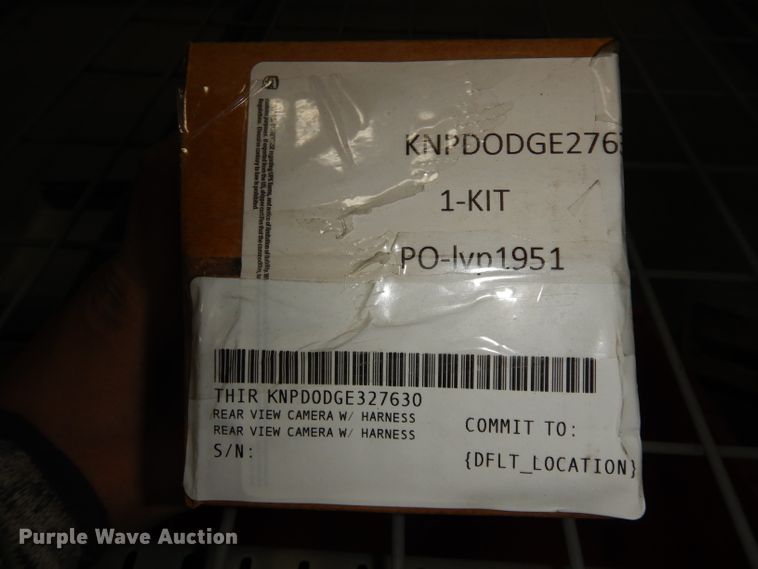 KNPDODGE276
1-KIT
PO-lvp1951
THIR KNPDODGE327630
REAR VIEW CAMERA W/ HARNESS
REAR VIEW CAMERA W/ HARNESS
S/N:
COMMIT TO:
{DFLT_LOCATION}
Purple Wave Auction